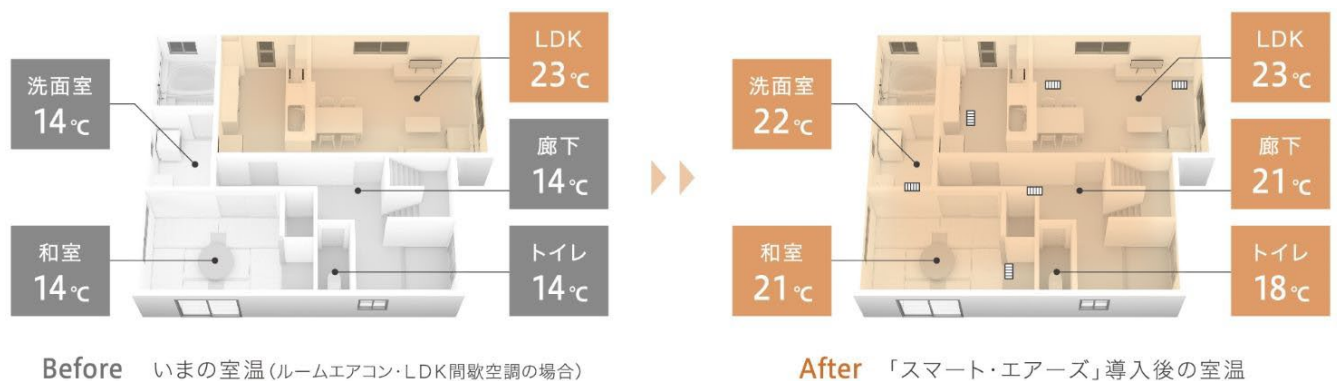 洗面室
14℃
和室
14℃
LDK
23℃
廊下
14℃
トイレ
14℃
Before いまの室温(ルームエアコン・LDK間歇空調の場合)
洗面室
22℃
和室
21℃
LDK
23℃
廊下
21℃
トイレ
18℃
After 「スマート・エアーズ」導入後の室温